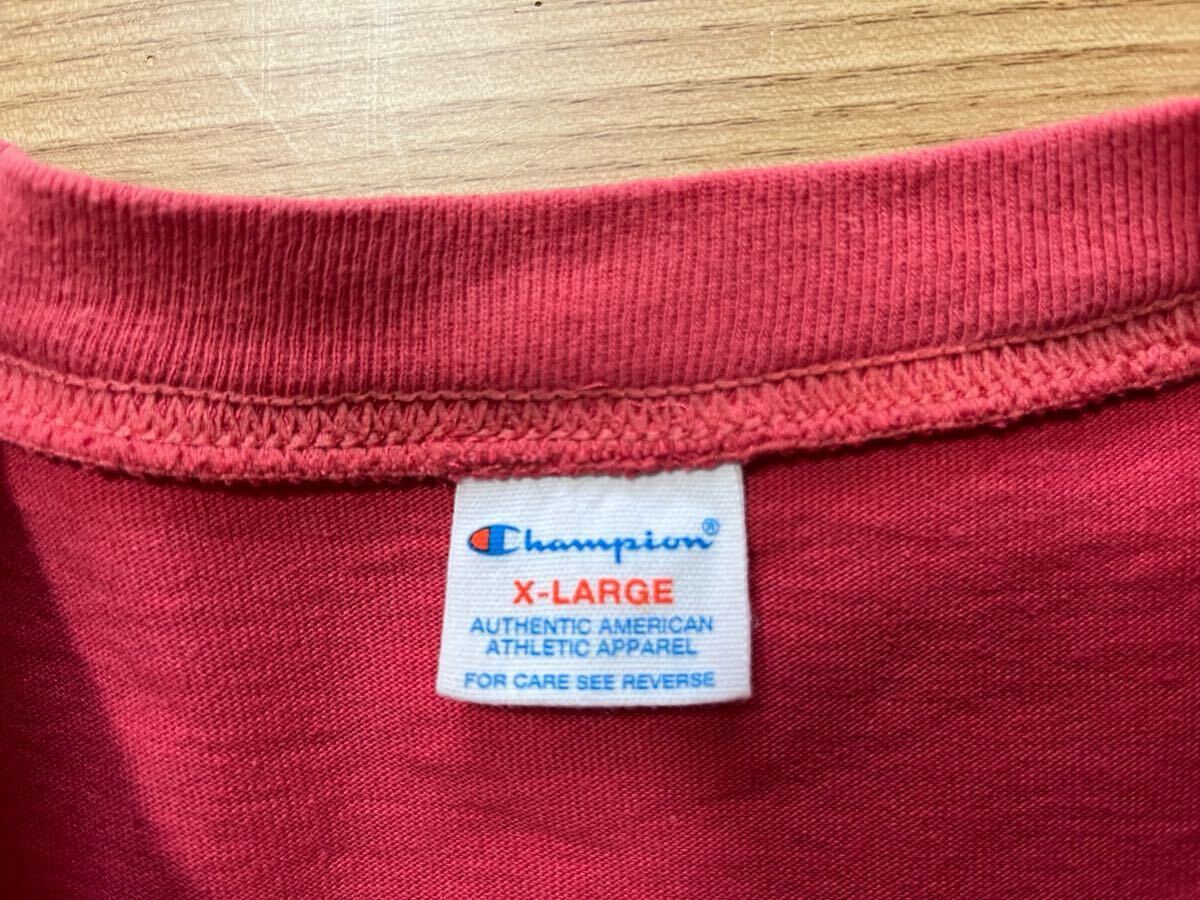 Champion®
X-LARGE
AUTHENTIC AMERICAN
ATHLETIC APPAREL
FOR CARE SEE REVERSE